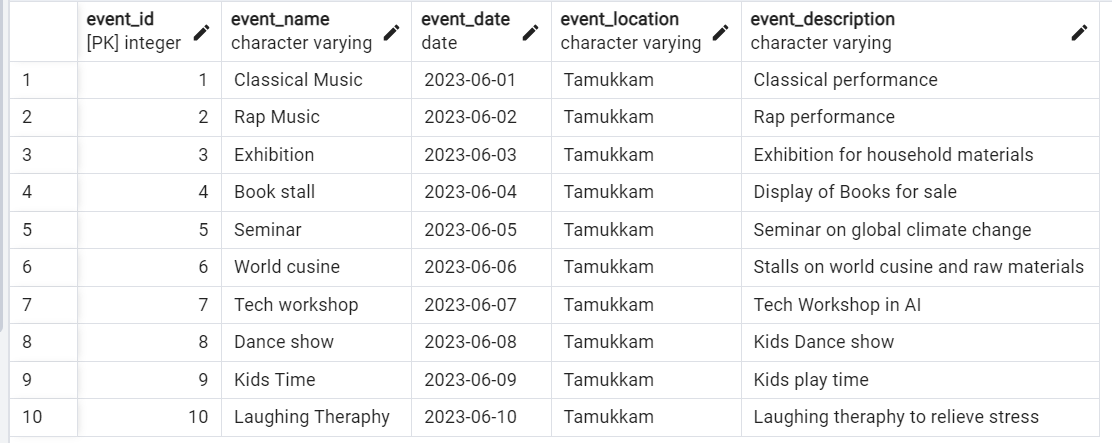 event_id event_name event_date event_location event_description
[PK] integer character varying date character varying character varying
1 1 Classical Music 2023-06-01 Tamukkam Classical performance
2 2 Rap Music 2023-06-02 Tamukkam Rap performance
3 3 Exhibition 2023-06-03 Tamukkam Exhibition for household materials
4 4 Book stall 2023-06-04 Tamukkam Display of Books for sale
5 5 Seminar 2023-06-05 Tamukkam Seminar on global climate change
6 6 World cusine 2023-06-06 Tamukkam Stalls on world cusine and raw materials
7 7 Tech workshop 2023-06-07 Tamukkam Tech Workshop in AI
8 8 Dance show 2023-06-08 Tamukkam Kids Dance show
9 9 Kids Time 2023-06-09 Tamukkam Kids play time
10 10 Laughing Theraphy 2023-06-10 Tamukkam Laughing theraphy to relieve stress